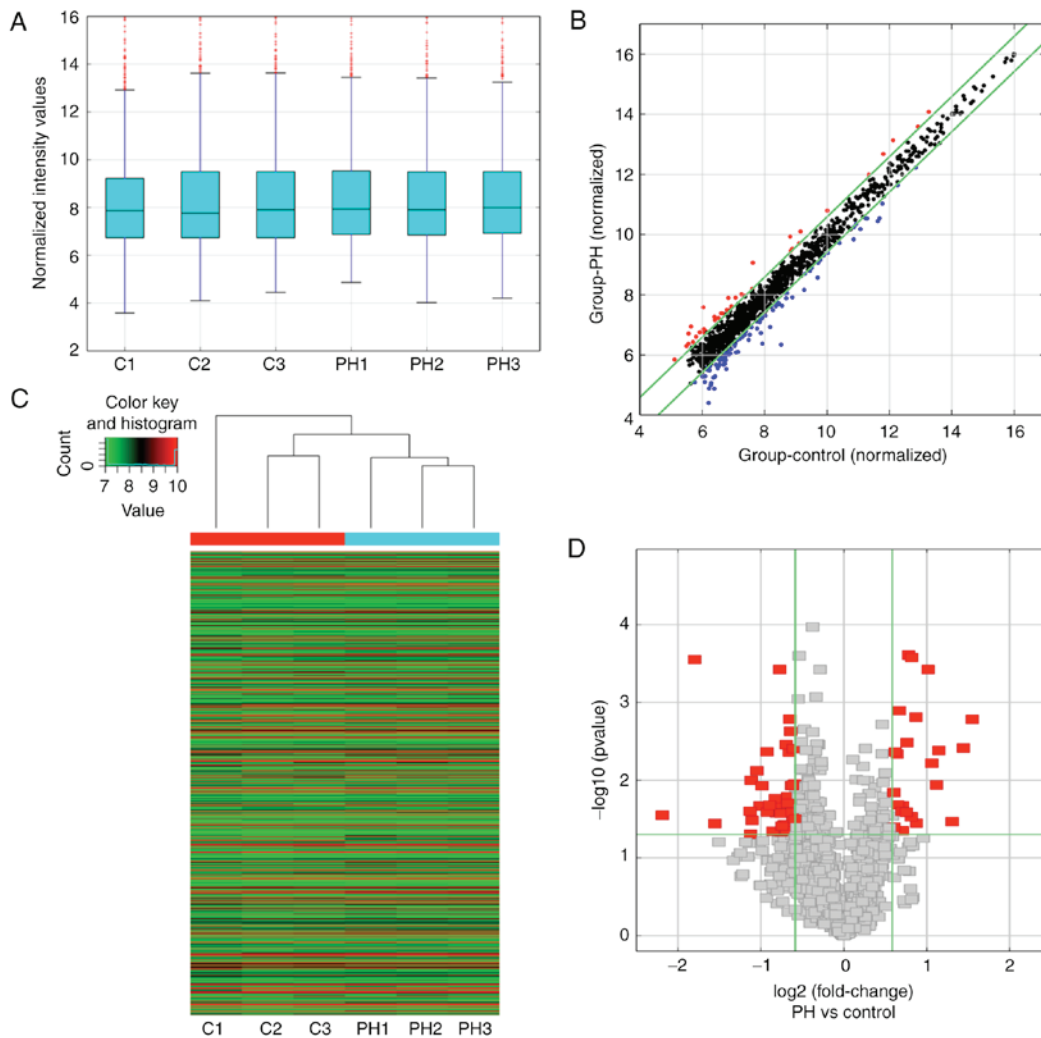 A
Normalized intensity values
16
14
12
10
8
6
4
2
C1 C2 C3 PH1 PH2 PH3
B
Group-PH (normalized)
16
14
12
10
8
6
4
4 6 8 10 12 14 16
Group-control (normalized)
C
Color key
and histogram
Count
0
7 8 9 10
Value
C1 C2 C3 PH1 PH2 PH3
D
−log10 (pvalue)
4
3
2
1
0
−2 −1 0 1 2
log2 (fold-change)
PH vs control